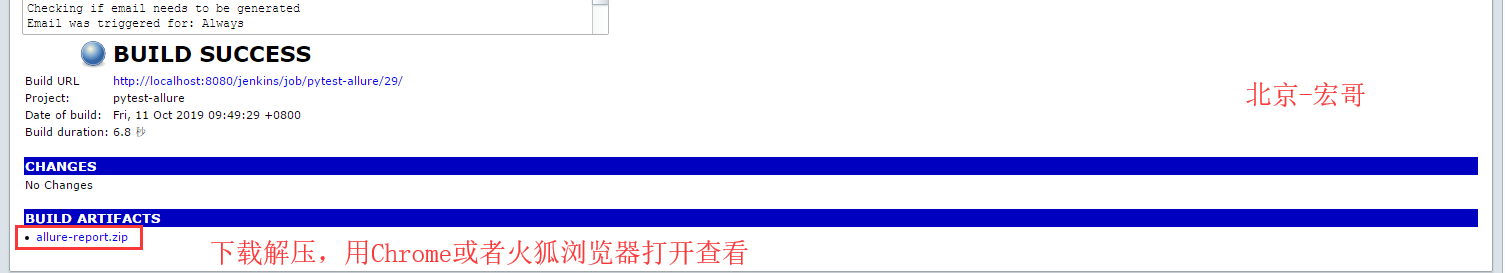 Checking if email needs to be generated
Email was triggered for: Always
BUILD SUCCESS
Build URL http://localhost:8080/jenkins/job/pytest-allure/29/
北京-宏哥
Project: pytest-allure
Date of build: Fri, 11 Oct 2019 09:49:29 +0800
Build duration: 6.8 秒
CHANGES
No Changes
BUILD ARTIFACTS
• allure-report.zip
下载解压，用Chrome或者火狐浏览器打开查看